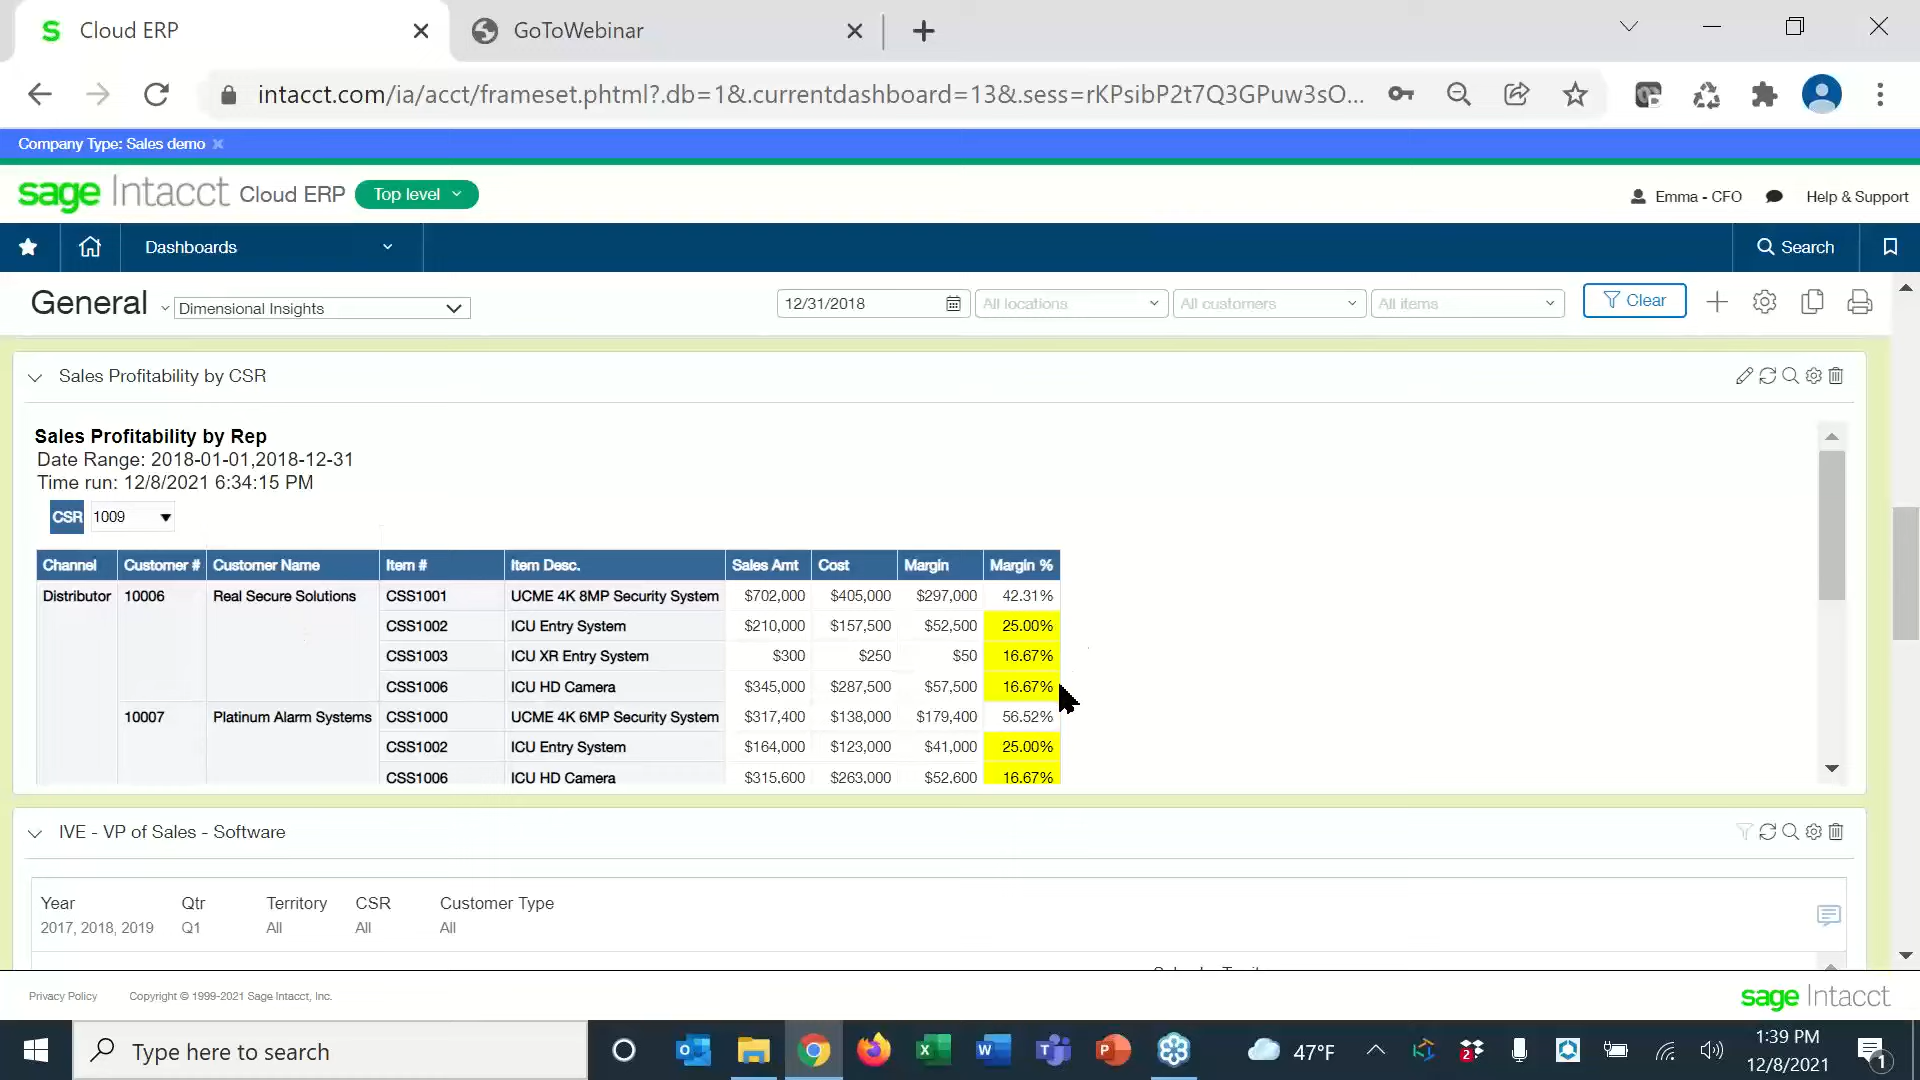 Cloud ERP
GoToWebinar
intacct.com/ia/acct/frameset.phtml?.db=1&.currentdashboard=13&.sess=rKPsibP2t7Q3GPuw3sO...
Company Type: Sales demo
sage Intacct Cloud ERP Top level
Emma - CFO Help & Support
Dashboards Search
General Dimensional Insights 12/31/2018 All locations All customers All items Clear
Sales Profitability by CSR
Sales Profitability by Rep
Date Range: 2018-01-01,2018-12-31
Time run: 12/8/2021 6:34:15 PM
CSR 1009
Channel Customer # Customer Name Item # Item Desc. Sales Amt Cost Margin Margin %
Distributor 10006 Real Secure Solutions CSS1001 UCME 4K 8MP Security System $702,000 $405,000 $297,000 42.31%
CSS1002 ICU Entry System $210,000 $157,500 $52,500 25.00%
CSS1003 ICU XR Entry System $300 $250 $50 16.67%
CSS1006 ICU HD Camera $345,000 $287,500 $57,500 16.67%
10007 Platinum Alarm Systems CSS1000 UCME 4K 6MP Security System $317,400 $138,000 $179,400 56.52%
CSS1002 ICU Entry System $164,000 $123,000 $41,000 25.00%
CSS1006 ICU HD Camera $315,600 $263,000 $52,600 16.67%
IVE - VP of Sales - Software
Year Qtr Territory CSR Customer Type
2017, 2018, 2019 Q1 All All All
Privacy Policy Copyright © 1999-2021 Sage Intacct, Inc. sage Intacct
Type here to search
47°F
2
1:39 PM
12/8/2021
1